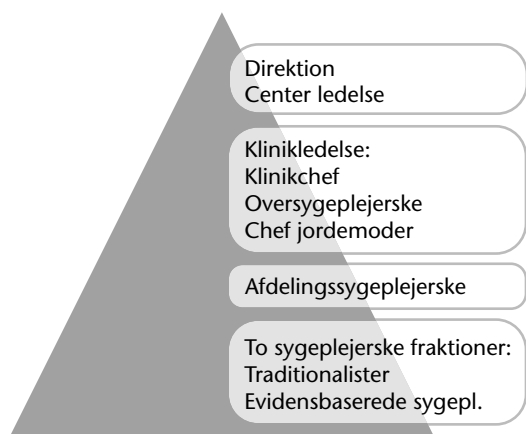 Direktion
Center ledelse
Klinikledelse:
Klinikchef
Oversygeplejerske
Chef jordemoder
Afdelingssygeplejerske
To sygeplejerske fraktioner:
Traditionalister
Evidensbaserede sygepl.